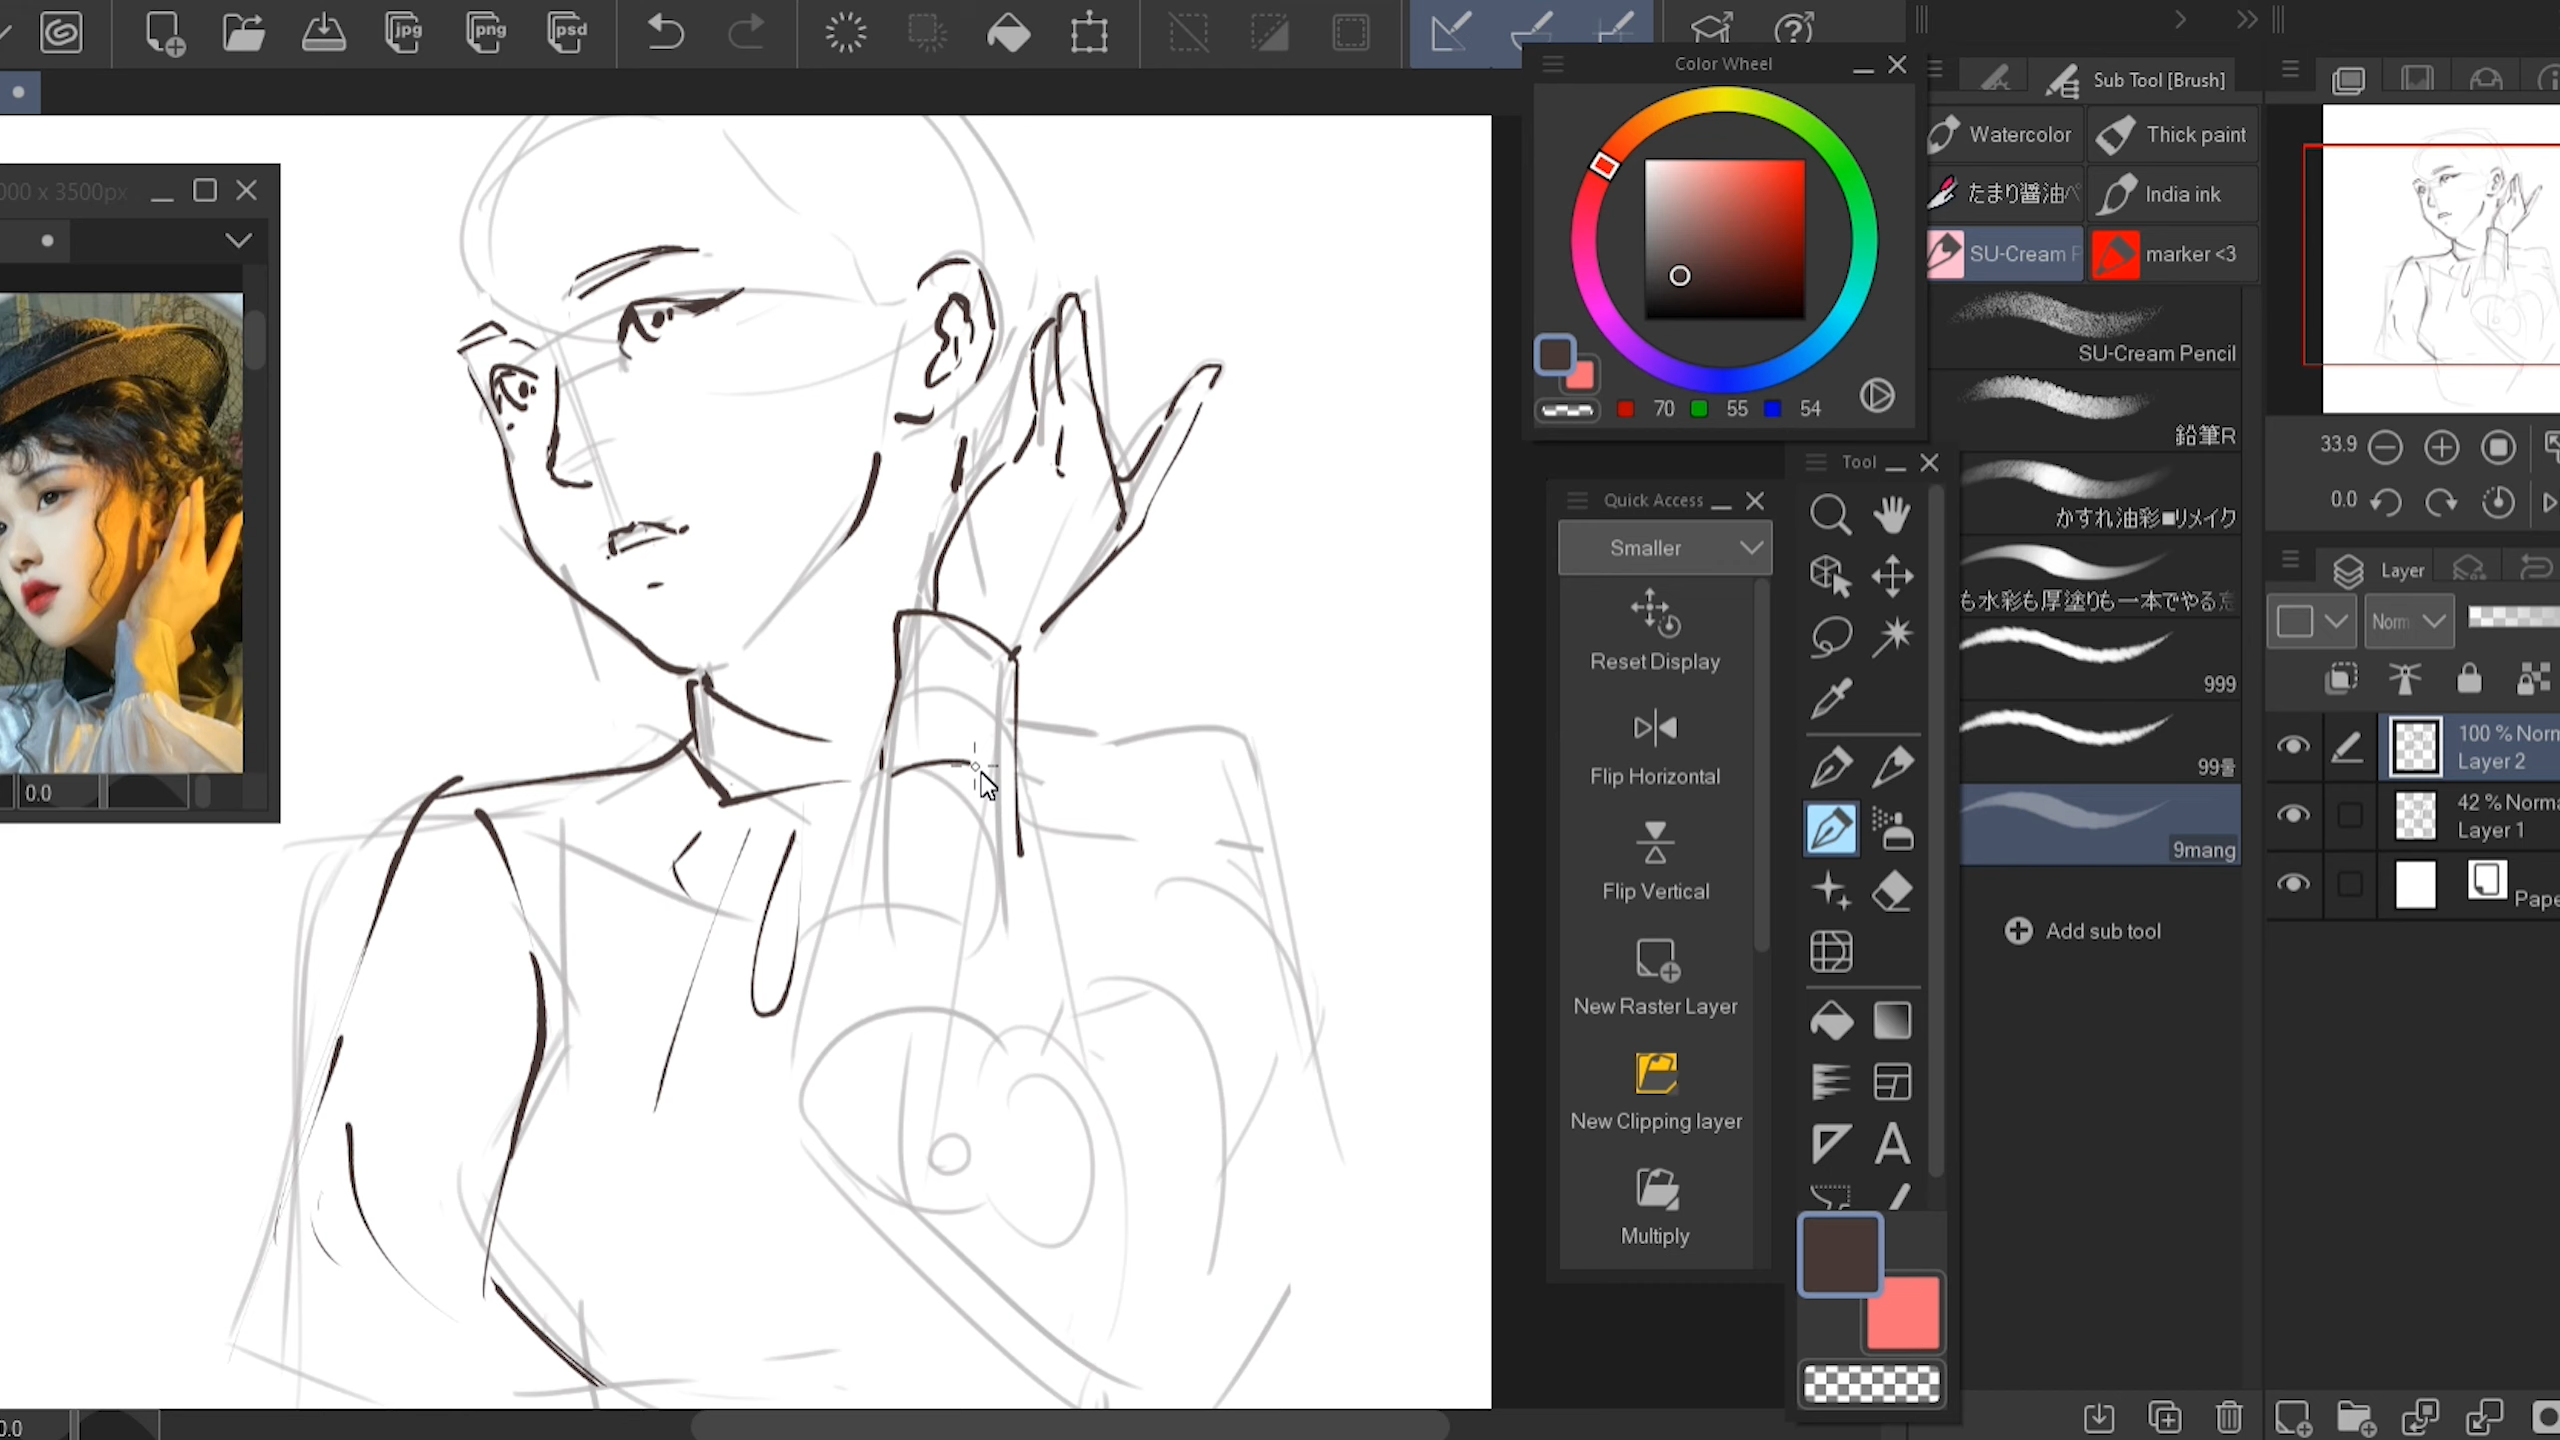 jpg
png
psd
Color Wheel
Sub Tool [Brush]
Watercolor
Thick paint
000 x 3500px
たまり醤油ペ
India ink
SU-Cream P
marker <3
SU-Cream Pencil
70 55 54
鉛筆R
33.9
Tool
Quick Access
0.0
かすれ油彩■リメイク
Smaller
Layer
も水彩も厚塗りも一本でやる忘
Norm
Reset Display
999
100 % Norm
Layer 2
Flip Horizontal
99툴
0.0
42 % Norma
Layer 1
9mang
Flip Vertical
Pape
Add sub tool
New Raster Layer
New Clipping layer
A
Multiply
0.0